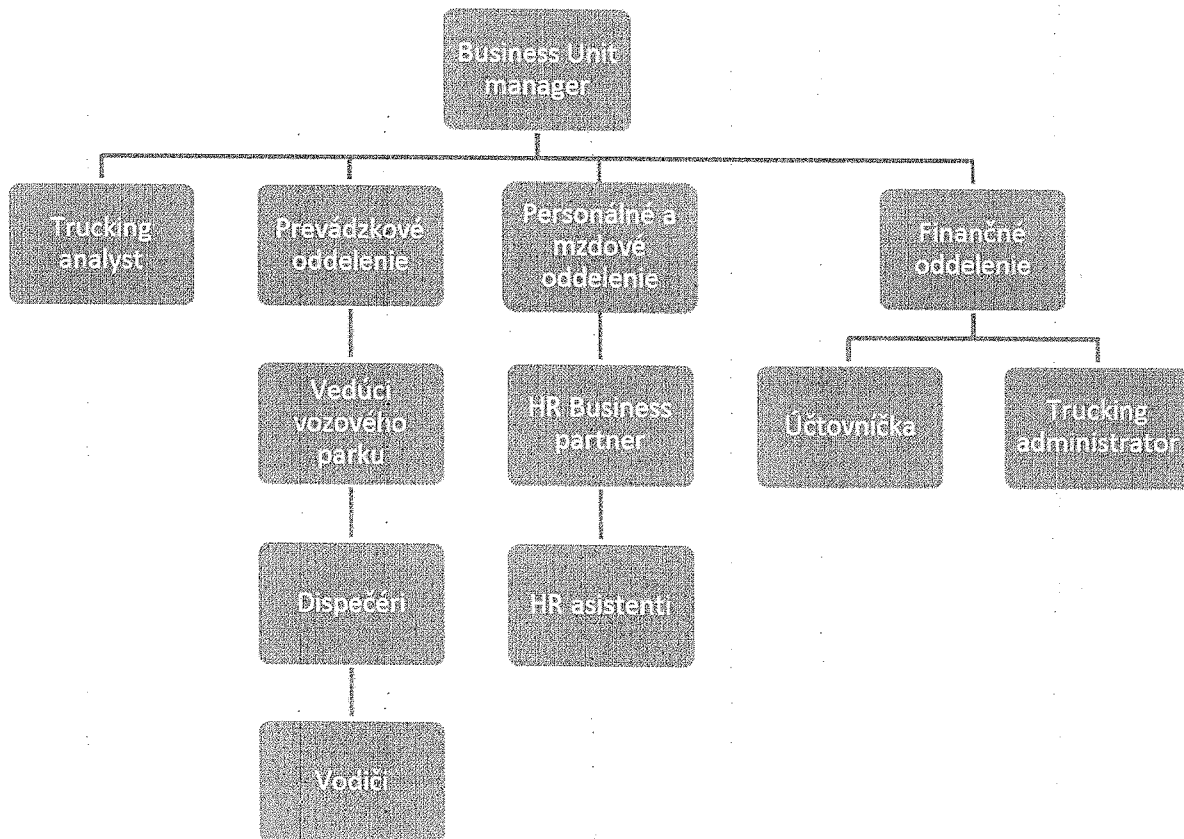 Business Unit
manager
Trucking
analyst
Prevádzkové
oddelenie
Personálné a
mzdové
oddelenie
Finančné
oddelenie
Vedúci
vozového
parku
HR Business
partner
Účtovníčka
Trucking
administrator
Dispečéri
HR asistenti
Vodiči